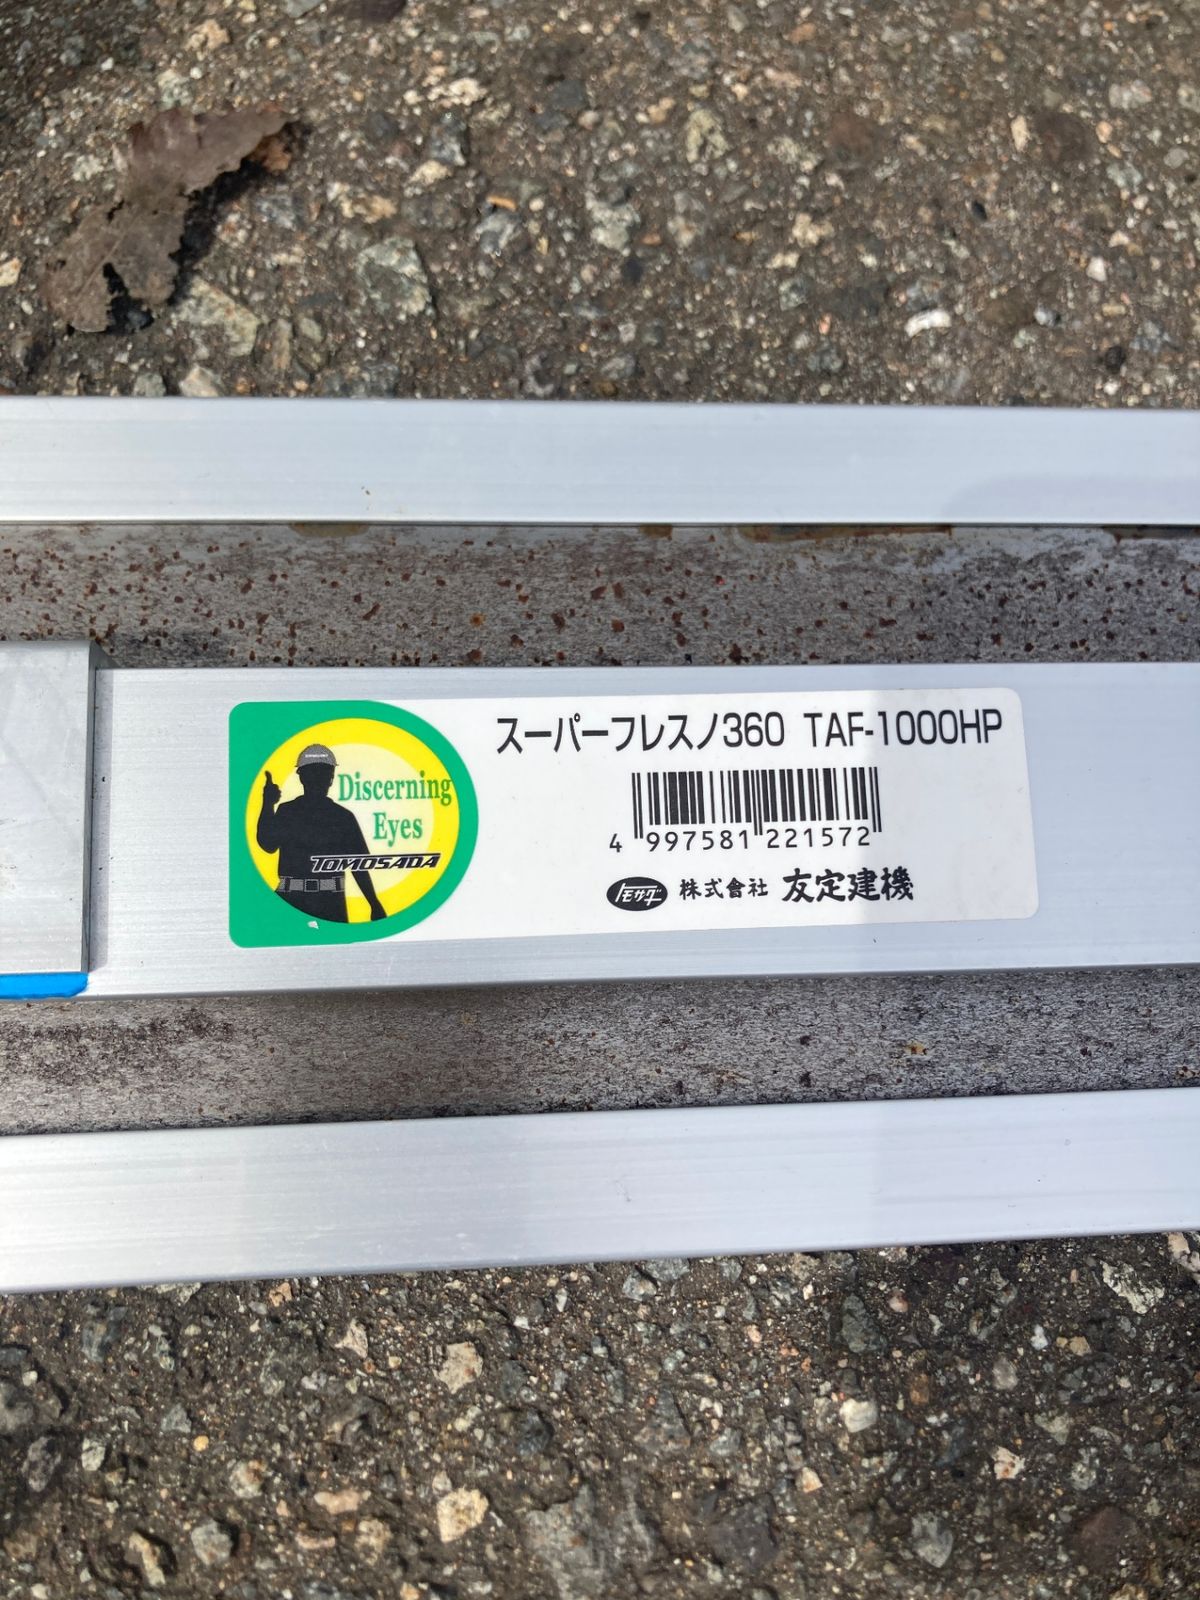 スーパーフレスノ360 TAF-1000HP
Discerning
Eyes
TOMOSADA
4 997581 221572
トモサダ 株式會社 友定建機